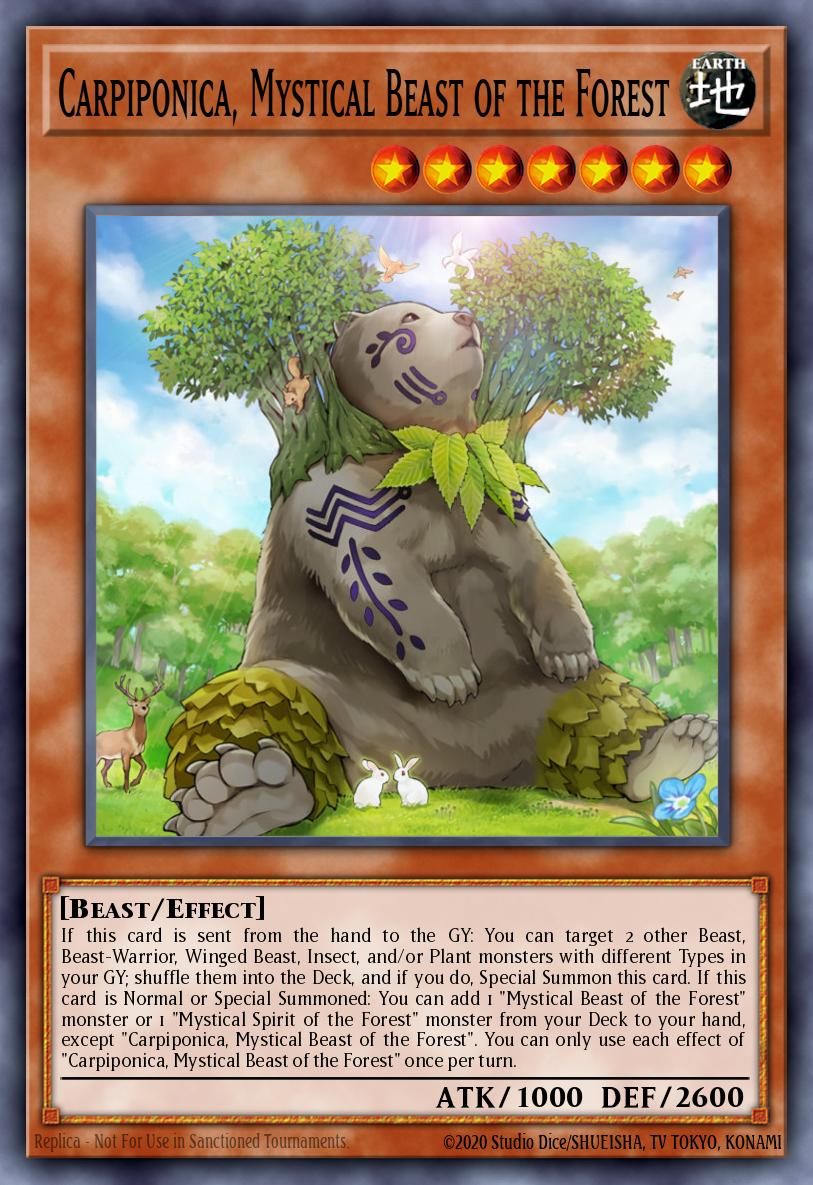 Carpiponica, Mystical Beast of the Forest
EARTH
地
[Beast/Effect]
If this card is sent from the hand to the GY: You can target 2 other Beast,
Beast-Warrior, Winged Beast, Insect, and/or Plant monsters with different Types in
your GY; shuffle them into the Deck, and if you do, Special Summon this card. If this
card is Normal or Special Summoned: You can add 1 "Mystical Beast of the Forest"
monster or 1 "Mystical Spirit of the Forest" monster from your Deck to your hand,
except "Carpiponica, Mystical Beast of the Forest". You can only use each effect of
"Carpiponica, Mystical Beast of the Forest" once per turn.
ATK/1000 DEF/2600
Replica - Not For Use in Sanctioned Tournaments.
©2020 Studio Dice/SHUEISHA, TV TOKYO, KONAMI